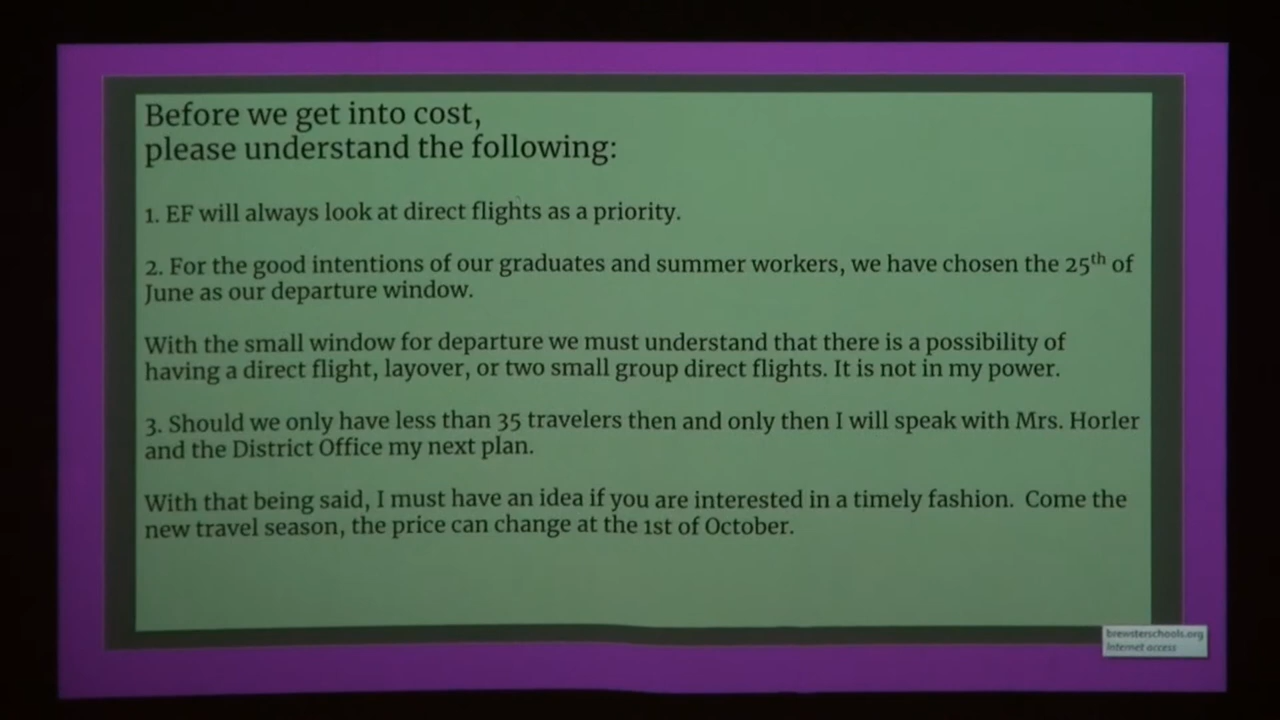 Before we get into cost,
please understand the following:
1. EF will always look at direct flights as a priority.
2. For the good intentions of our graduates and summer workers, we have chosen the 25th of
June as our departure window.
With the small window for departure we must understand that there is a possibility of
having a direct flight, layover, or two small group direct flights. It is not in my power.
3. Should we only have less than 35 travelers then and only then I will speak with Mrs. Horler
and the District Office my next plan.
With that being said, I must have an idea if you are interested in a timely fashion.  Come the
new travel season, the price can change at the 1st of October.
brewsterschools.org
Internet access